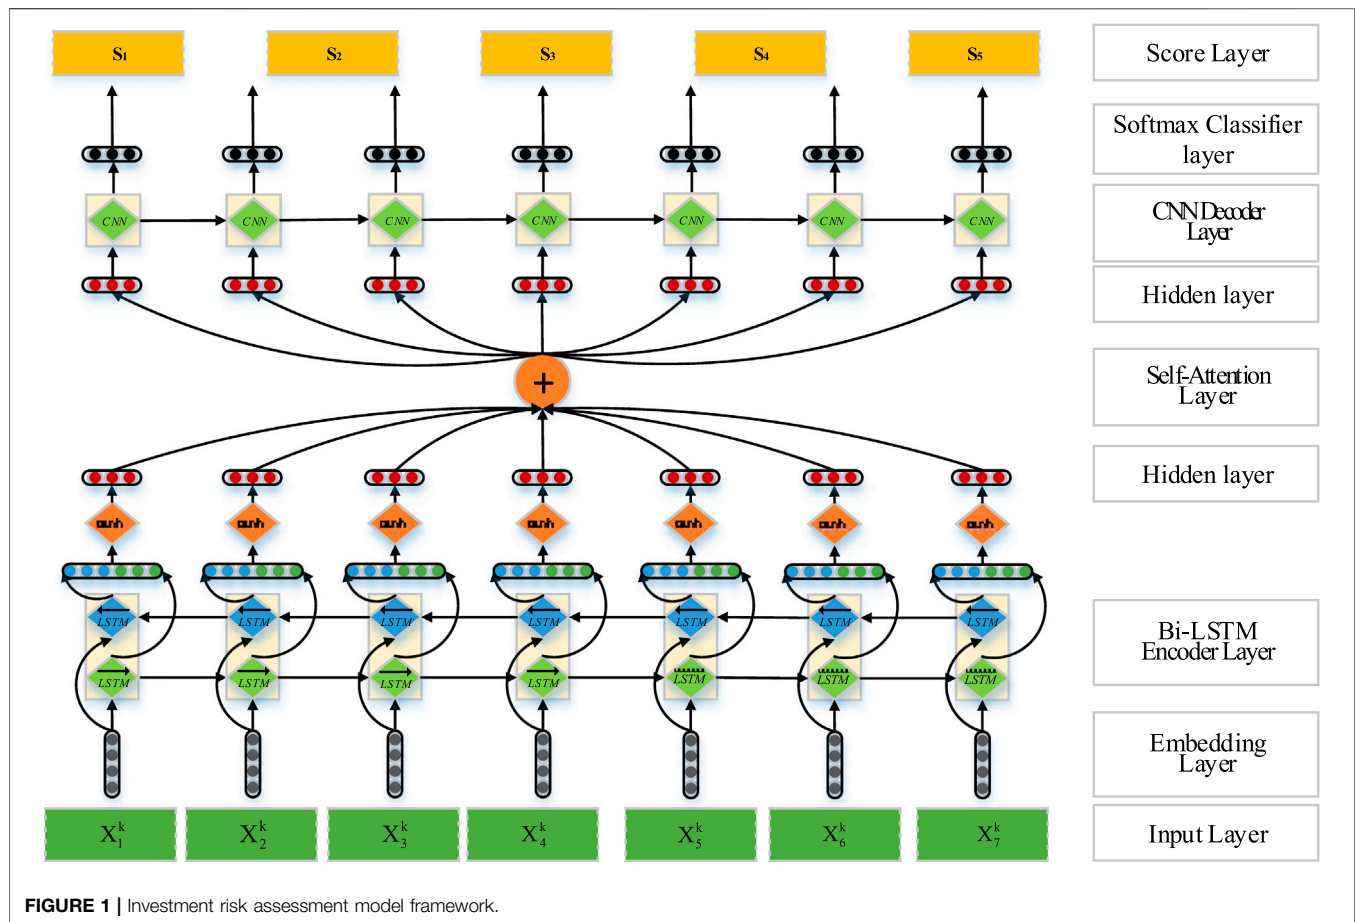 S1 S2 S3 S4 S5
Score Layer
Softmax Classifier
layer
CNN CNN CNN CNN CNN CNN CNN
CNN Decoder
Layer
Hidden layer
+
Self-Attention
Layer
Hidden layer
LSTM LSTM LSTM LSTM LSTM LSTM LSTM
LSTM LSTM LSTM LSTM LSTM LSTM LSTM
Bi-LSTM
Encoder Layer
Embedding
Layer
X₁ᵏ X₂ᵏ X₃ᵏ X₄ᵏ X₅ᵏ X₆ᵏ X₇ᵏ
Input Layer
FIGURE 1 | Investment risk assessment model framework.